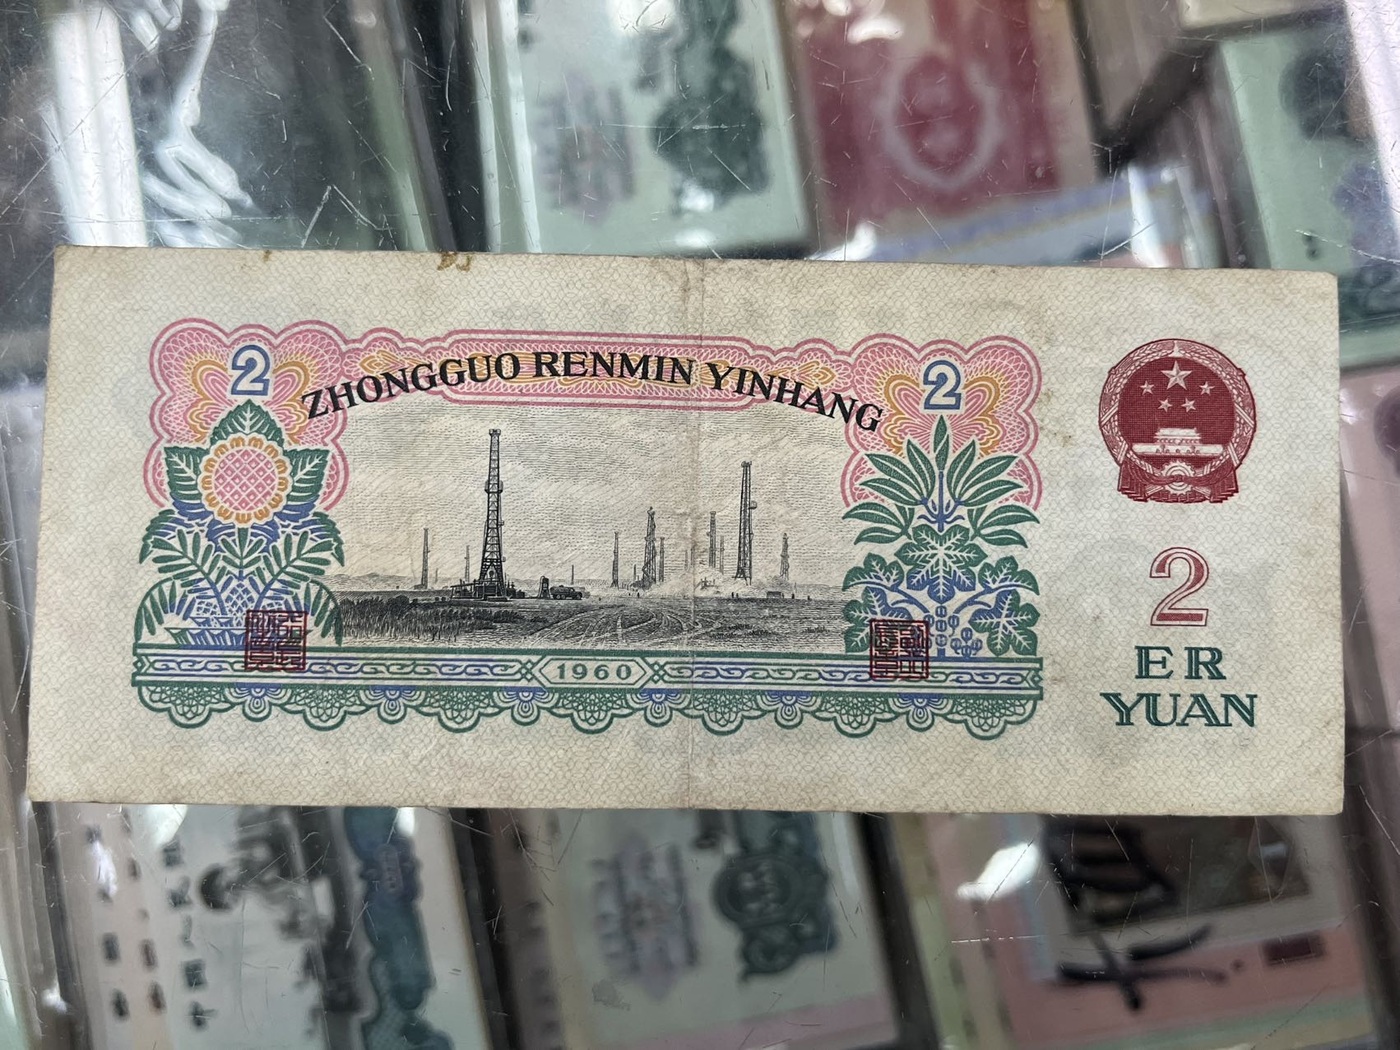 2
ZHONGGUO RENMIN YINHANG
2
1960
2
ER
YUAN